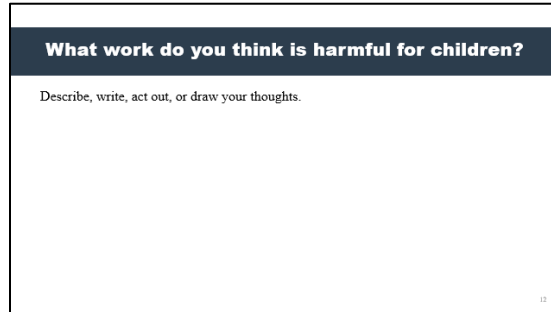 What work do you think is harmful for children?
Describe, write, act out, or draw your thoughts.
12